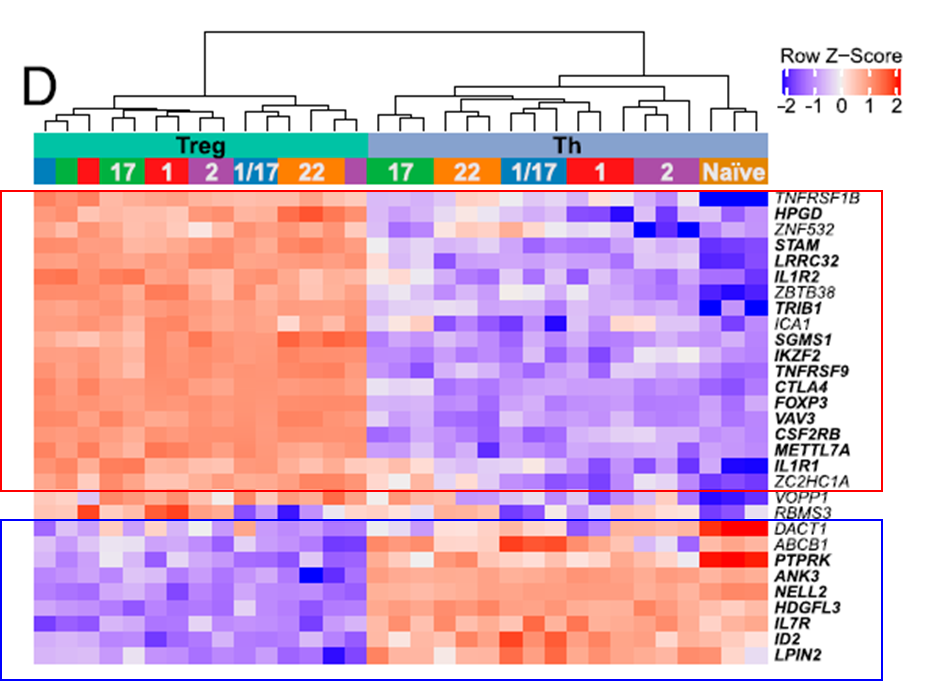 D
Row Z-Score
-2 -1 0 1 2
Treg Th
17 1 2 1/17 22 17 22 1/17 1 2 Naïve
TNFRSF1B
HPGD
ZNF532
STAM
LRRC32
IL1R2
ZBTB38
TRIB1
ICA1
SGMS1
IKZF2
TNFRSF9
CTLA4
FOXP3
VAV3
CSF2RB
METTL7A
IL1R1
ZC2HC1A
VOPP1
RBMS3
DACT1
ABCB1
PTPRK
ANK3
NELL2
HDGFL3
IL7R
ID2
LPIN2